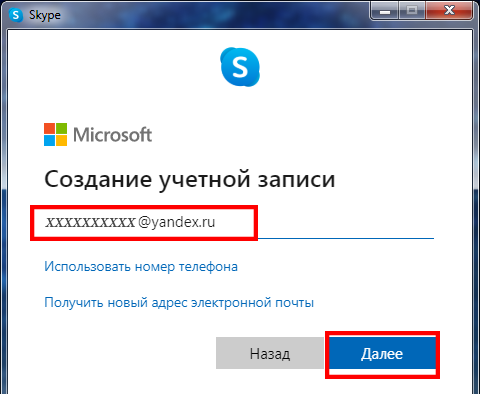 Skype
S
Microsoft
Создание учетной записи
XXXXXXXXXX @yandex.ru
Использовать номер телефона
Получить новый адрес электронной почты
Назад Далее